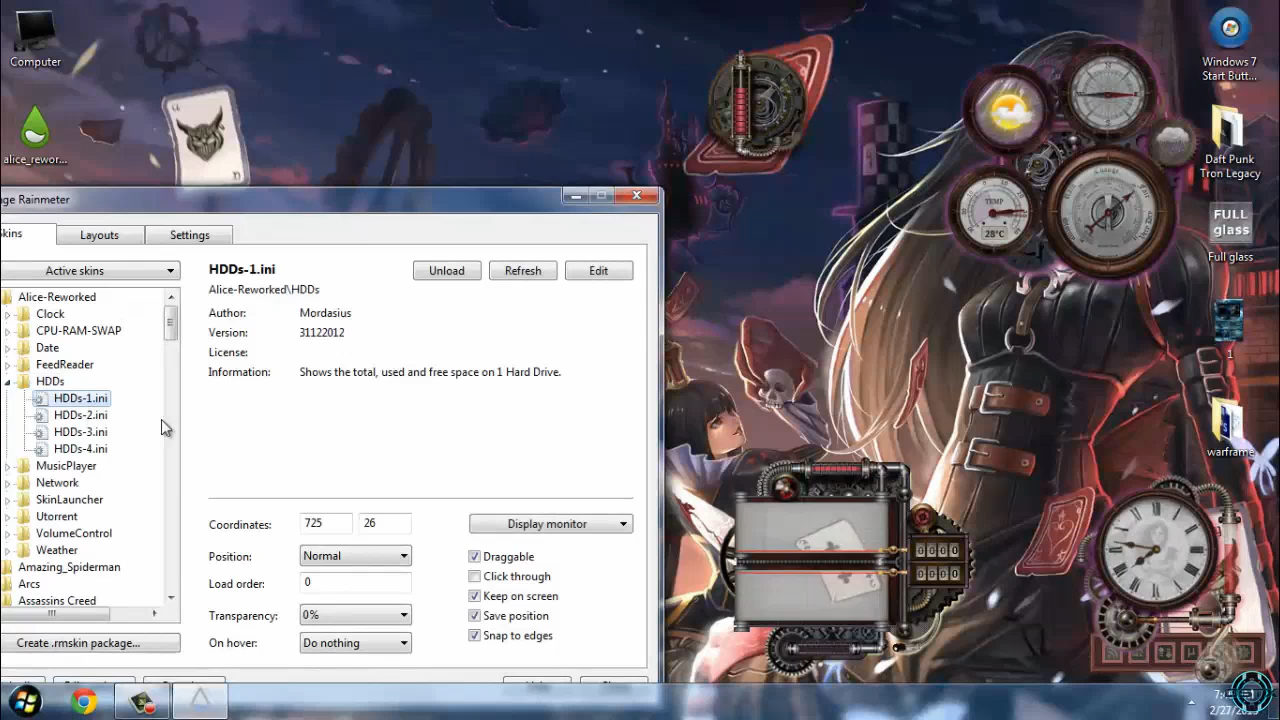 Computer
alice_rewor...
Windows 7
Start Butt...
Daft Punk
Tron Legacy
FULL
glass
Full glass
1
warframe
TEMP
28°C
Change
0000
0000
age Rainmeter
kins
Layouts
Settings
Active skins
Alice-Reworked
Clock
CPU-RAM-SWAP
Date
FeedReader
HDDs
HDDs-1.ini
HDDs-2.ini
HDDs-3.ini
HDDs-4.ini
MusicPlayer
Network
SkinLauncher
Utorrent
VolumeControl
Weather
Amazing_Spiderman
Arcs
Assassins Creed
Create .rmskin package...
HDDs-1.ini
Unload
Refresh
Edit
Alice-Reworked\HDDs
Author: Mordasius
Version: 31122012
License:
Information: Shows the total, used and free space on 1 Hard Drive.
Coordinates: 725 26
Display monitor
Position: Normal
Draggable
Click through
Load order: 0
Keep on screen
Transparency: 0%
Save position
Snap to edges
On hover: Do nothing